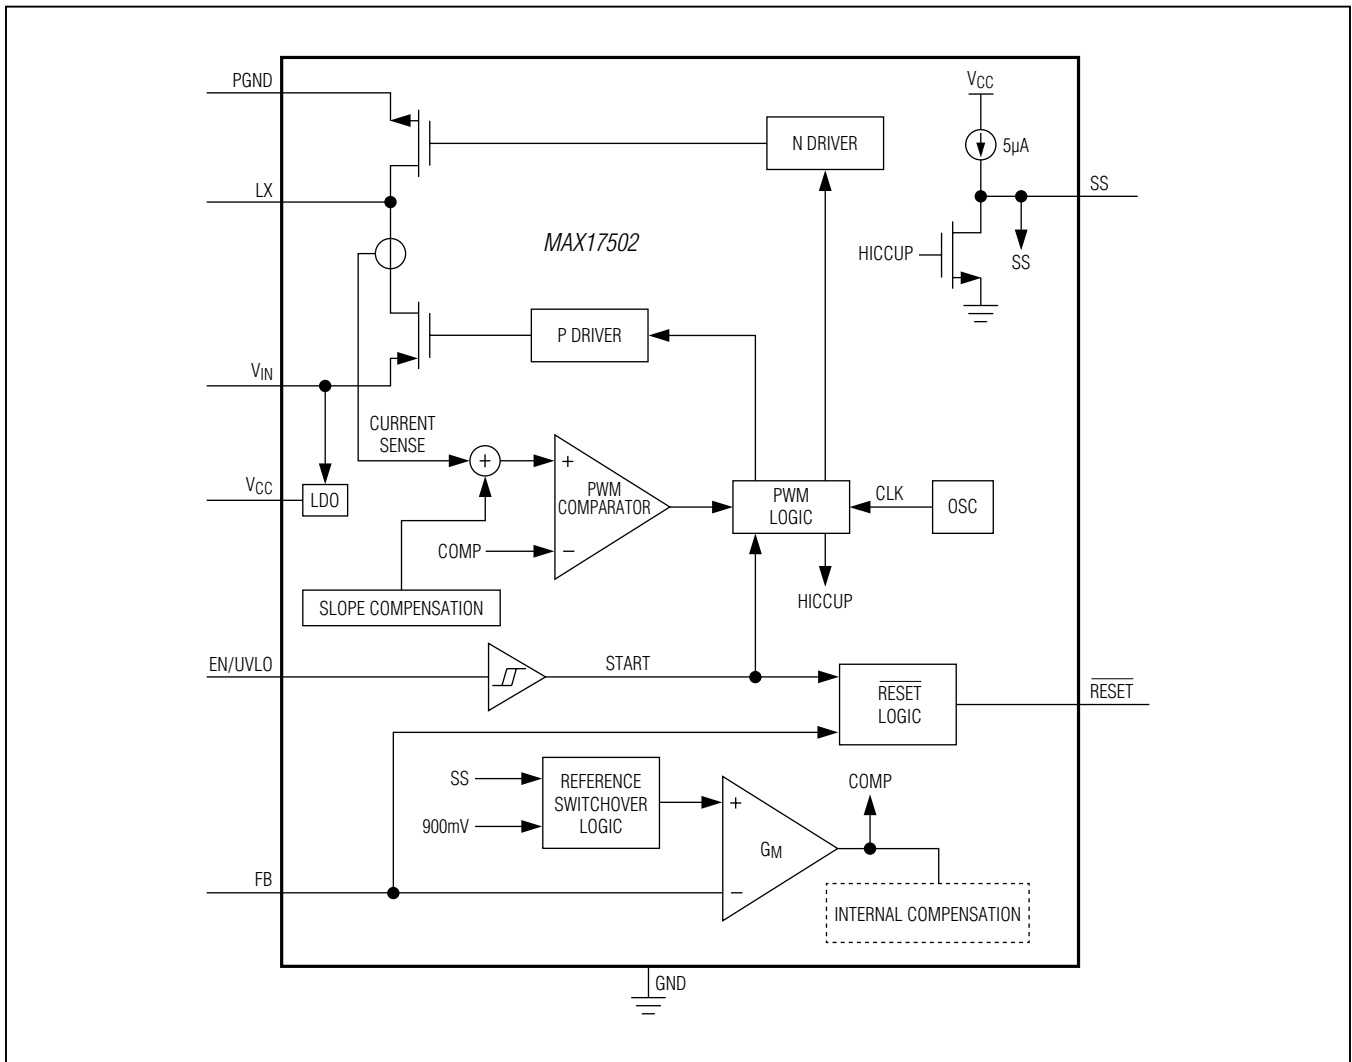 PGND
N DRIVER
VCC
5µA
SS
LX
MAX17502
HICCUP
SS
P DRIVER
VIN
CURRENT
SENSE
+
+
PWM
COMPARATOR
VCC
LDO
PWM
LOGIC
CLK
OSC
COMP
−
HICCUP
SLOPE COMPENSATION
EN/UVLO
START
RESET
LOGIC
RESET
SS
REFERENCE
SWITCHOVER
LOGIC
900mV
+
COMP
GM
FB
−
INTERNAL COMPENSATION
GND